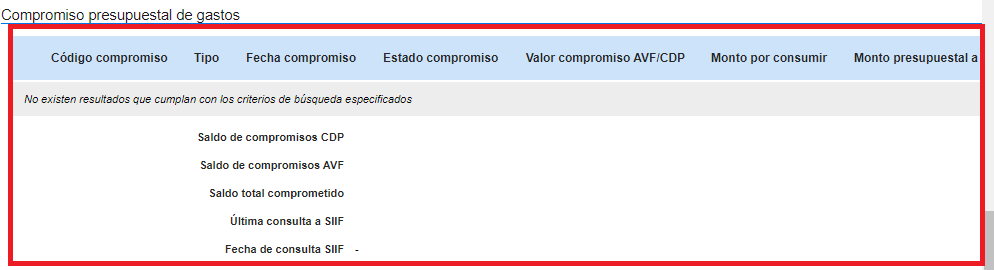 Compromiso presupuestal de gastos
Código compromiso Tipo Fecha compromiso Estado compromiso Valor compromiso AVF/CDP Monto por consumir Monto presupuestal a
No existen resultados que cumplan con los criterios de búsqueda especificados
Saldo de compromisos CDP
Saldo de compromisos AVF
Saldo total comprometido
Última consulta a SIIF
Fecha de consulta SIIF -